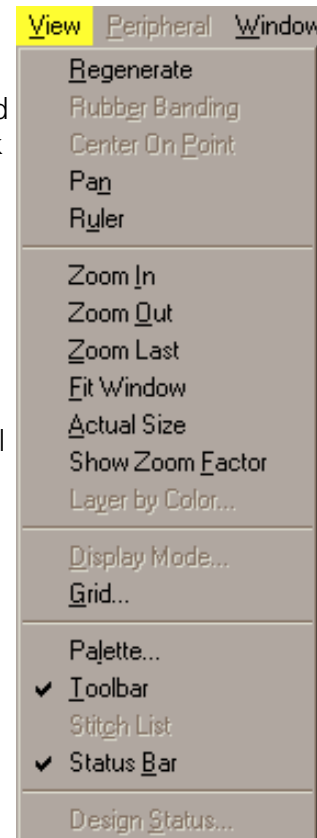 View Peripheral Window
Regenerate
Rubber Banding
Center On Point
Pan
Ruler
Zoom In
Zoom Out
Zoom Last
Fit Window
Actual Size
Show Zoom Factor
Layer by Color...
Display Mode...
Grid...
Palette...
Toolbar
Stitch List
Status Bar
Design Status...